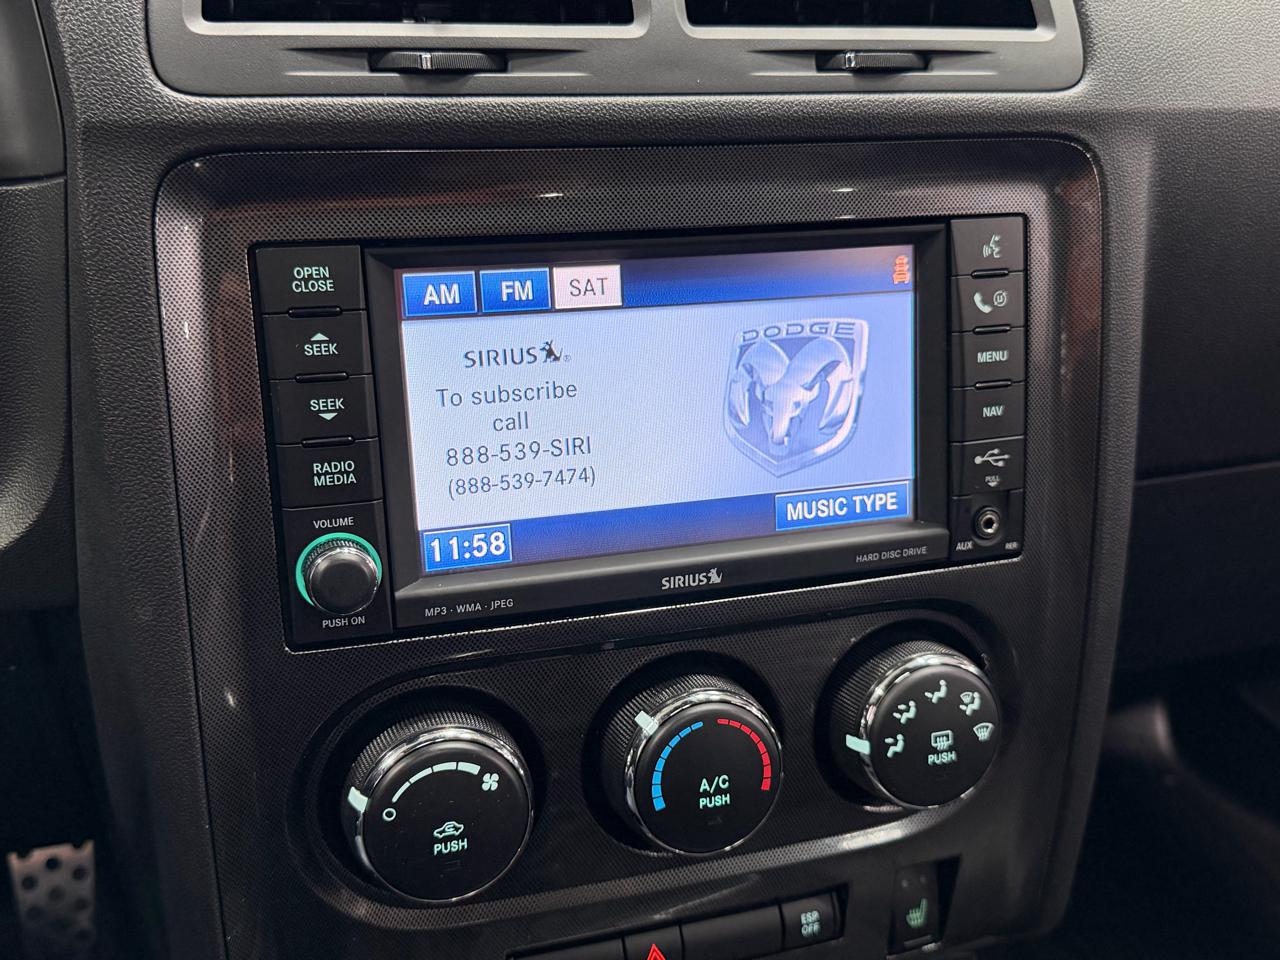 OPEN
CLOSE
SEEK
SEEK
RADIO
MEDIA
VOLUME
PUSH ON
AM
FM
SAT
SIRIUS
®
To subscribe
call
888-539-SIRI
(888-539-7474)
DODGE
MUSIC TYPE
11:58
MENU
NAV
PULL
AUX
MP3 · WMA · JPEG
SIRIUS
HARD DISC DRIVE
PUSH
A/C
PUSH
PUSH
ESP
OFF